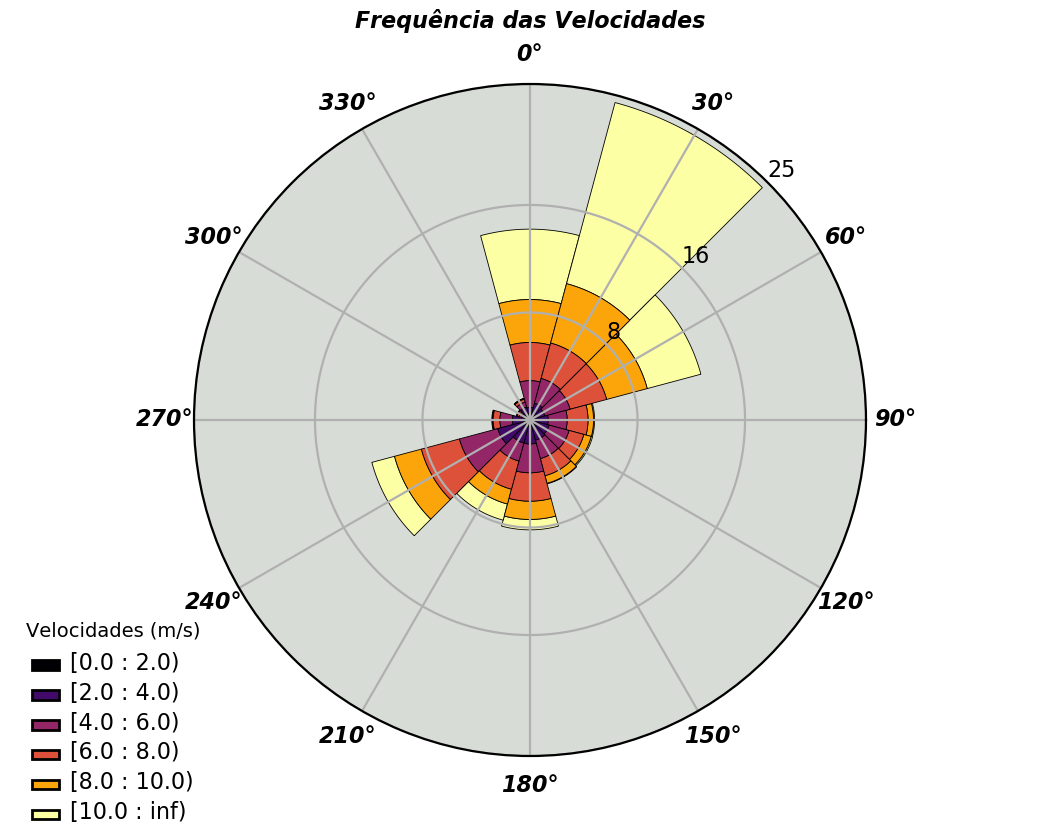 Frequência das Velocidades
0°
330°
30°
25
300°
60°
16
8
270°
90°
240°
120°
210°
150°
180°
Velocidades (m/s)
[0.0 : 2.0)
[2.0 : 4.0)
[4.0 : 6.0)
[6.0 : 8.0)
[8.0 : 10.0)
[10.0 : inf)